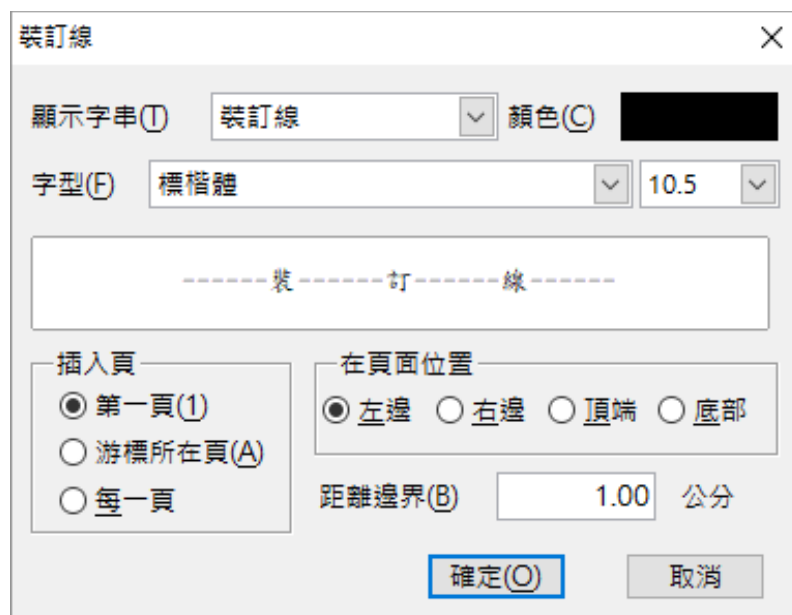 裝訂線
顯示字串(T) 裝訂線 顏色(C)
字型(F) 標楷體 10.5
------裝------訂------線------
插入頁
第一頁(1)
游標所在頁(A)
每一頁
在頁面位置
左邊 右邊 頂端 底部
距離邊界(B) 1.00 公分
確定(O) 取消